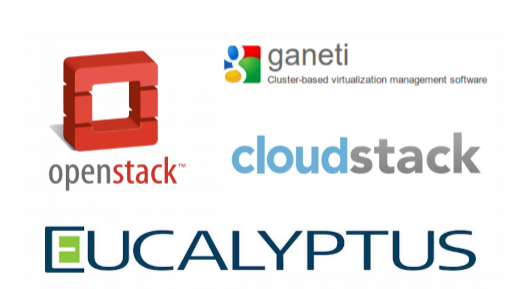 ganeti
Cluster-based virtualization management software
openstack™
cloudstack
EUCALYPTUS